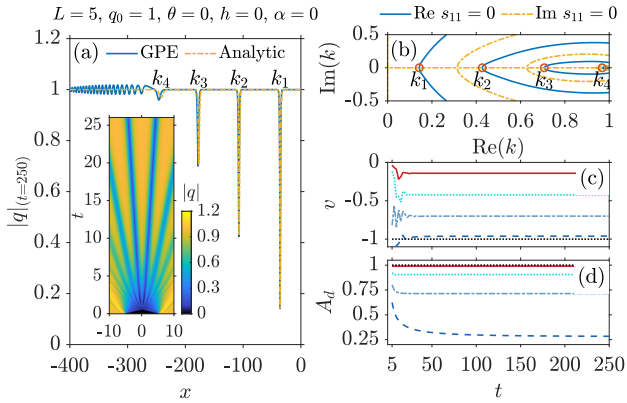 L = 5, q₀ = 1, θ = 0, h = 0, α = 0
Re s₁₁ = 0 Im s₁₁ = 0
(a) GPE Analytic
k₄ k₃ k₂ k₁
1.2
1
0.8
0.6
0.4
0.2
0
|q|(t=250)
-400 -300 -200 -100 0
x
25
20
15
10
5
0
t
-10 0 10
|q|
1.2
0.9
0.6
0.3
0
(b)
0.5
0
-0.5
Im(k)
k₁ k₂ k₃ k₄
0 0.2 0.4 0.6 0.8 1
Re(k)
(c)
0
-0.5
-1
v
(d)
1
0.75
0.5
0.25
A_d
5 50 100 150 200 250
t